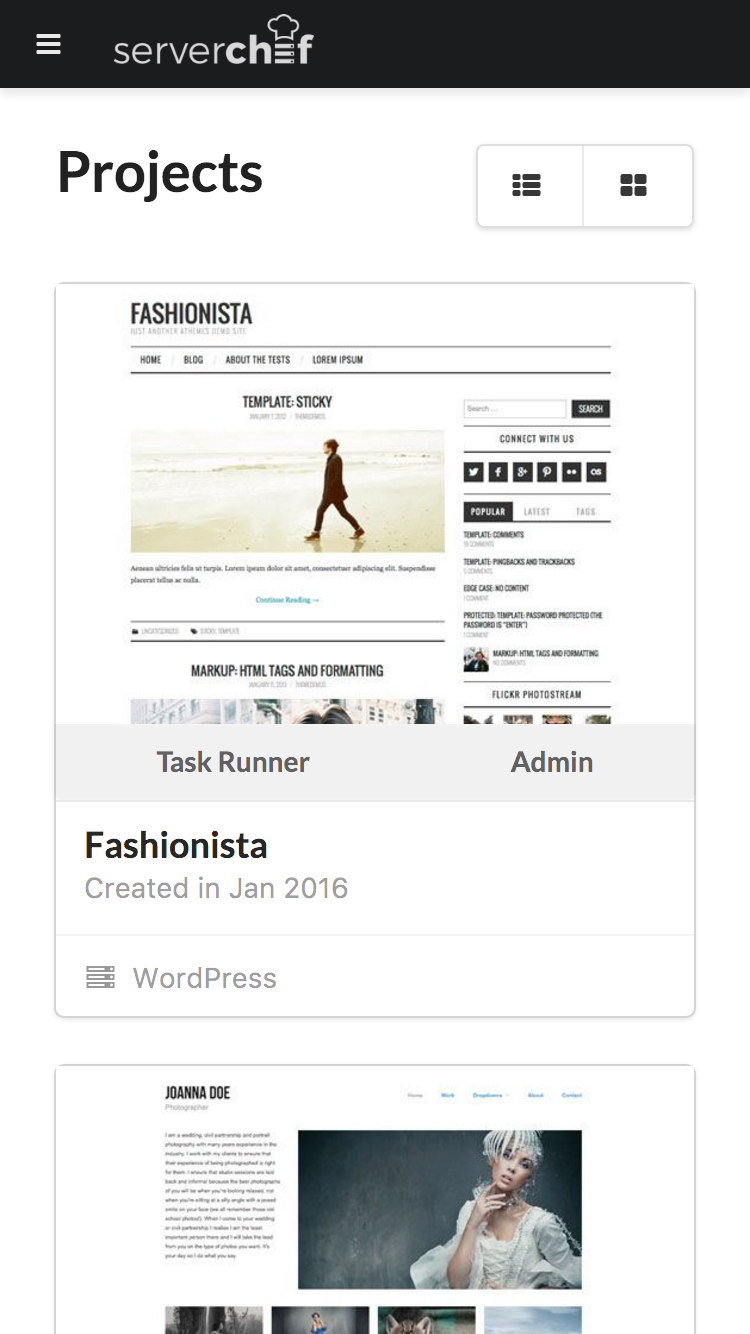 serverchef
Projects
FASHIONISTA
JUST ANOTHER ATHEMES DEMO SITE
HOME / BLOG / ABOUT THE TESTS / LOREM IPSUM
TEMPLATE: STICKY
JANUARY 7, 2012 / THEMEDEMOS
Aenean ultricies felis ut turpis. Lorem ipsum dolor sit amet, consectetuer adipiscing elit. Suspendisse
placerat tellus ac nulla.
Continue Reading →
UNCATEGORIZED STICKY, TEMPLATE
MARKUP: HTML TAGS AND FORMATTING
JANUARY 11, 2013 / THEMEDEMOS
Search ... SEARCH
CONNECT WITH US
POPULAR LATEST TAGS
TEMPLATE: COMMENTS
19 COMMENTS
TEMPLATE: PINGBACKS AND TRACKBACKS
5 COMMENTS
EDGE CASE: NO CONTENT
1 COMMENT
PROTECTED: TEMPLATE: PASSWORD PROTECTED (THE
PASSWORD IS "ENTER")
1 COMMENT
MARKUP: HTML TAGS AND FORMATTING
NO COMMENTS
FLICKR PHOTOSTREAM
Task Runner Admin
Fashionista
Created in Jan 2016
WordPress
JOANNA DOE
Photographer
Home Work Dropdowns About Contact
I am a wedding, civil partnership and portrait
photography with many years experience in the
industry. I work with my clients to ensure that
their experience of being photographed is right
for them. I ensure that studio sessions are laid
back and informal because the best photographs
of you will be when you're looking relaxed, not
when you're sitting at a silly angle with a posed
smile on your face (we all remember those old
school photos!). When I come to your wedding
or civil partnership I realise I am the least
important person there and I will take the lead
from you on the type of photos you want. It's
your day so I do what you say.